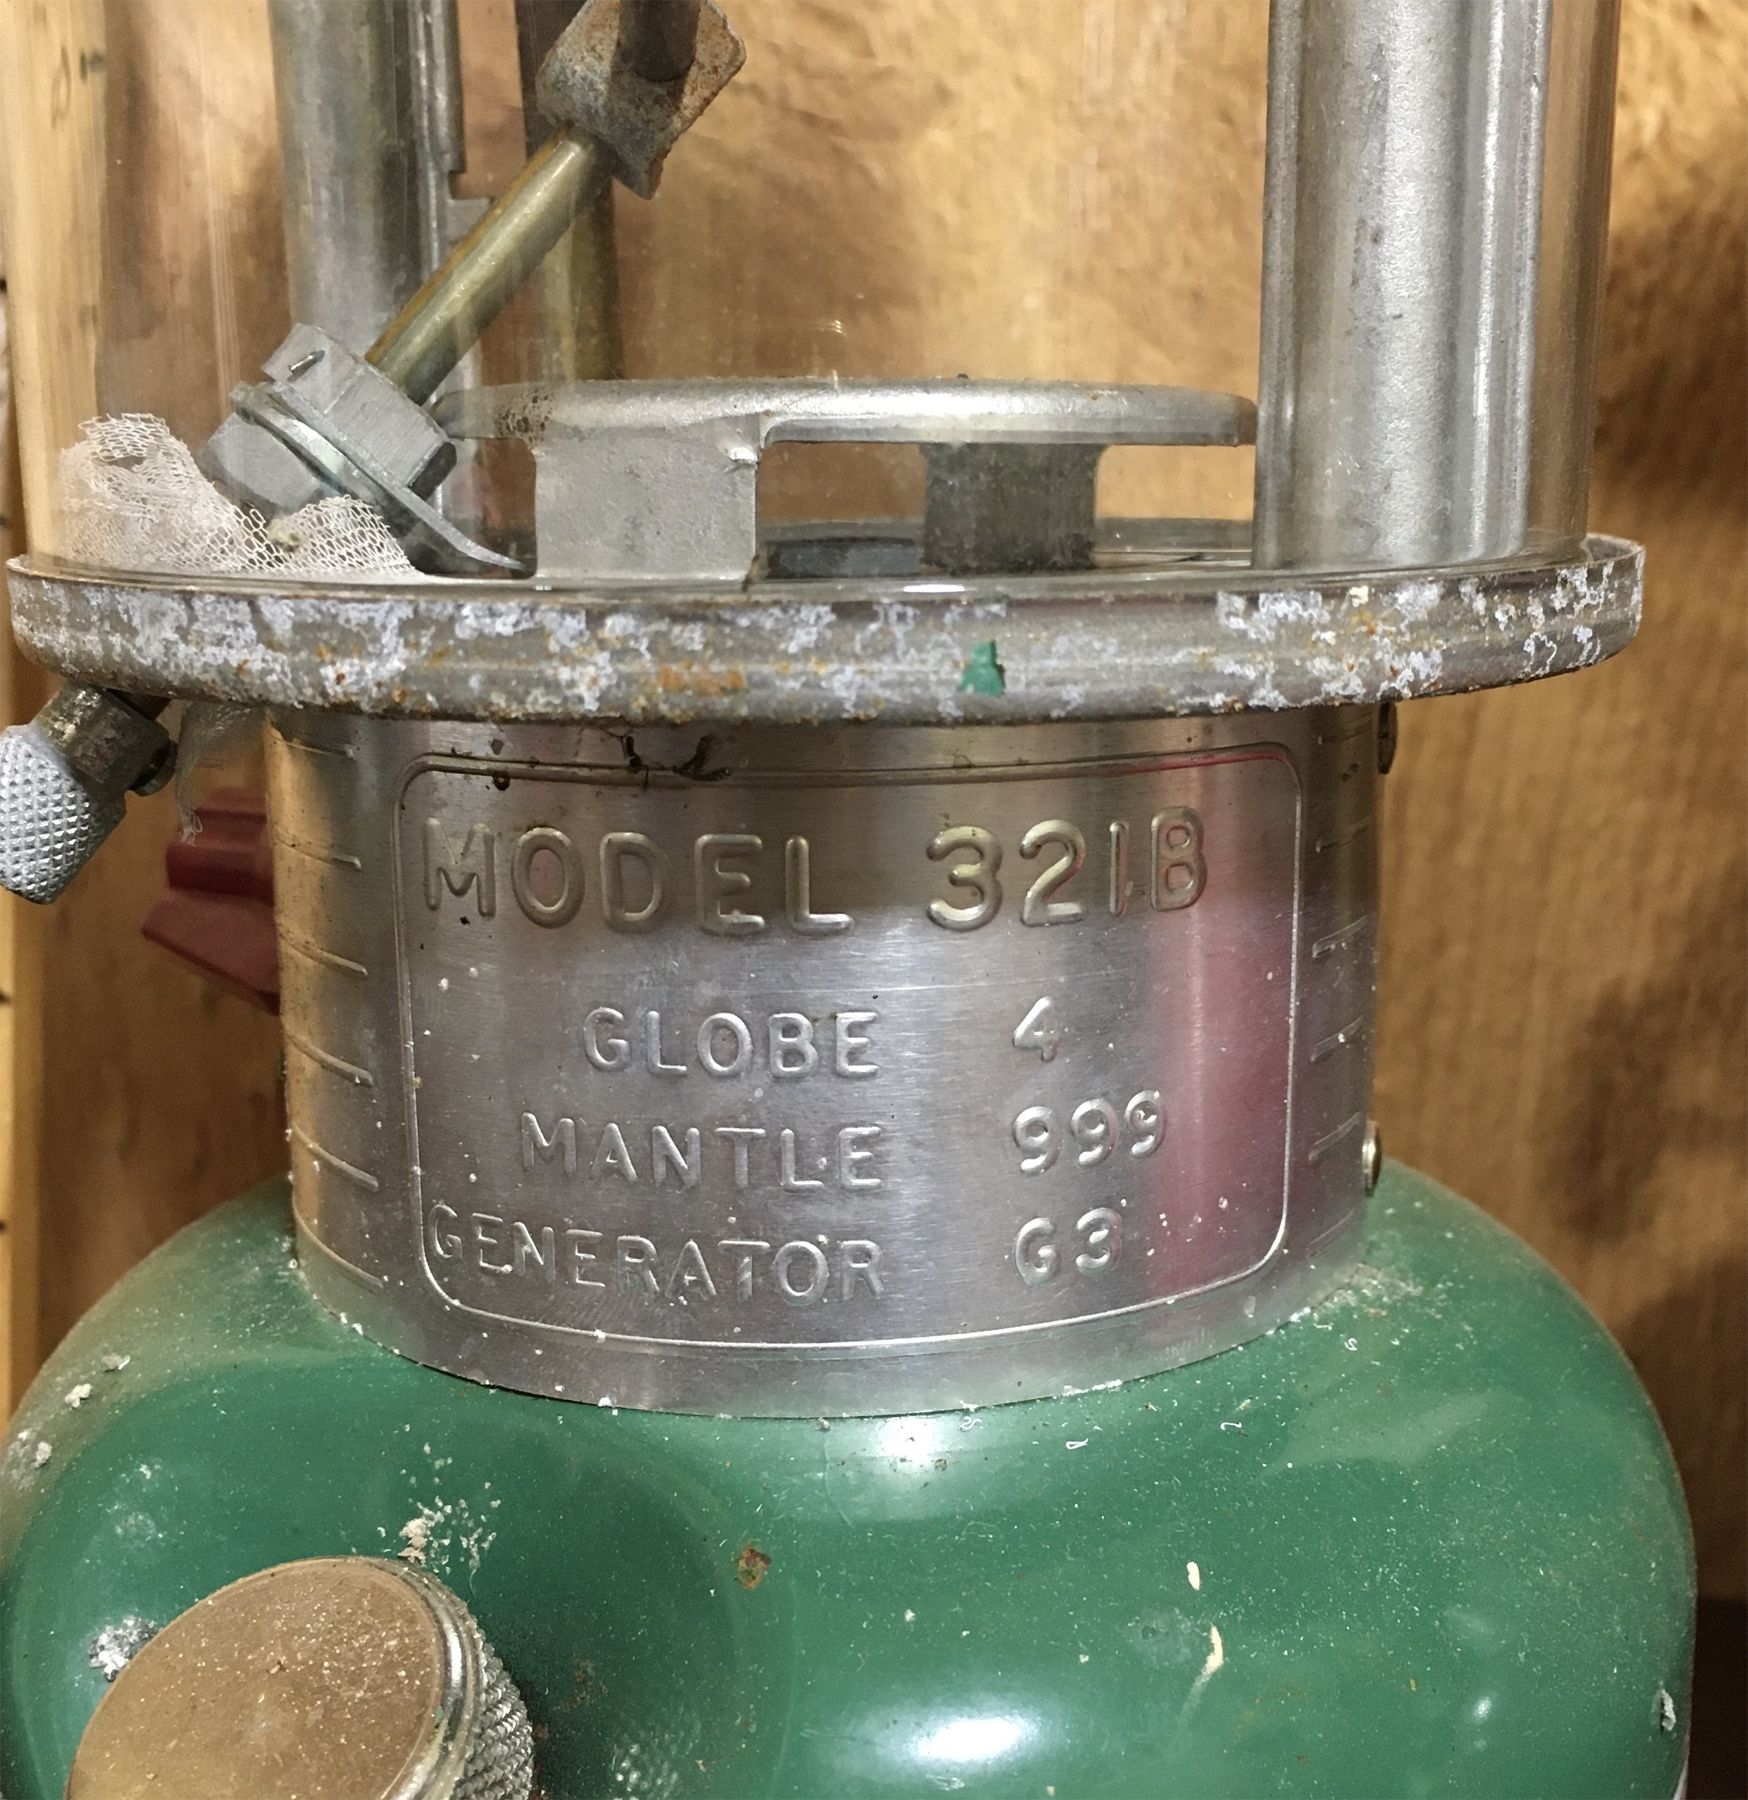 MODEL 321B
GLOBE 4
MANTLE 999
GENERATOR G3